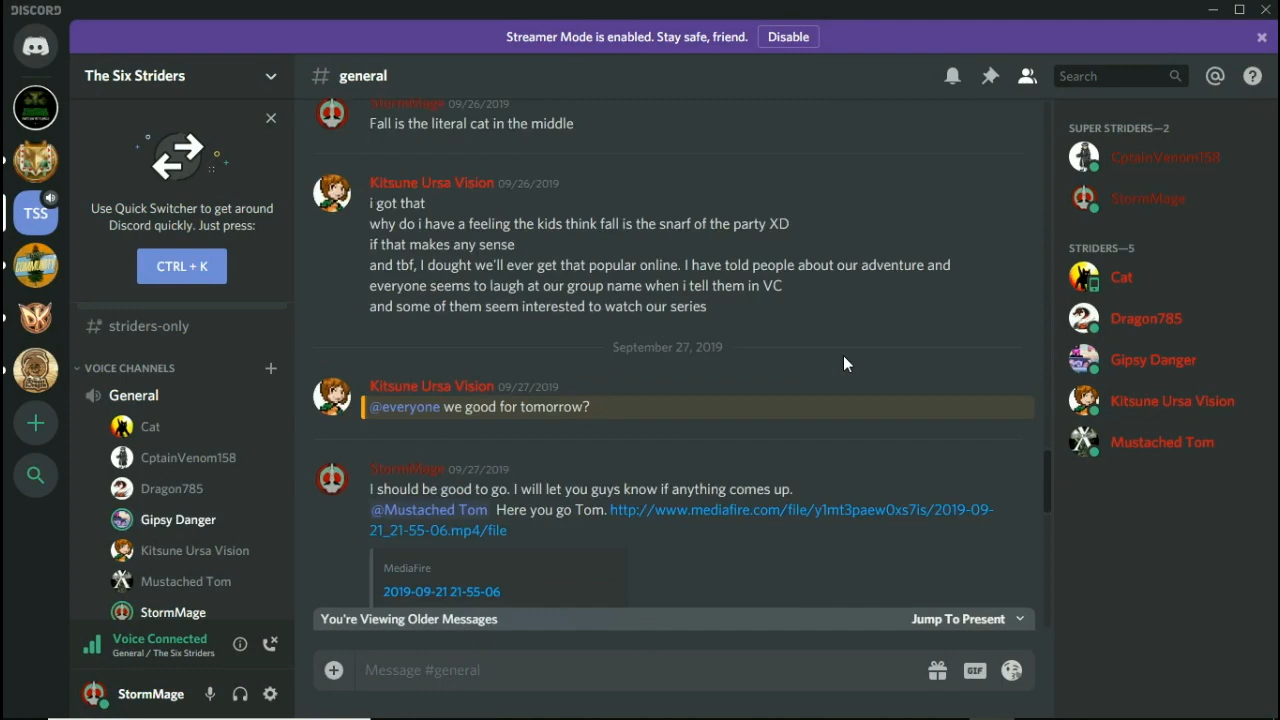 DISCORD
Streamer Mode is enabled. Stay safe, friend.
Disable
TSS
The Six Striders
Use Quick Switcher to get around
Discord quickly. Just press:
CTRL + K
striders-only
VOICE CHANNELS
General
Cat
CptainVenom158
Dragon785
Gipsy Danger
Kitsune Ursa Vision
Mustached Tom
StormMage
Voice Connected
General / The Six Striders
StormMage
# general
Search
StormMage 09/26/2019
Fall is the literal cat in the middle
Kitsune Ursa Vision 09/26/2019
i got that
why do i have a feeling the kids think fall is the snarf of the party XD
if that makes any sense
and tbf, I dought we'll ever get that popular online. I have told people about our adventure and
everyone seems to laugh at our group name when i tell them in VC
and some of them seem interested to watch our series
September 27, 2019
Kitsune Ursa Vision 09/27/2019
@everyone we good for tomorrow?
StormMage 09/27/2019
I should be good to go. I will let you guys know if anything comes up.
@Mustached Tom Here you go Tom. http://www.mediafire.com/file/y1mt3paew0xs7is/2019-09-
21_21-55-06.mp4/file
MediaFire
2019-09-21 21-55-06
You're Viewing Older Messages
Jump To Present
Message #general
GIF
SUPER STRIDERS—2
CptainVenom158
StormMage
STRIDERS—5
Cat
Dragon785
Gipsy Danger
Kitsune Ursa Vision
Mustached Tom